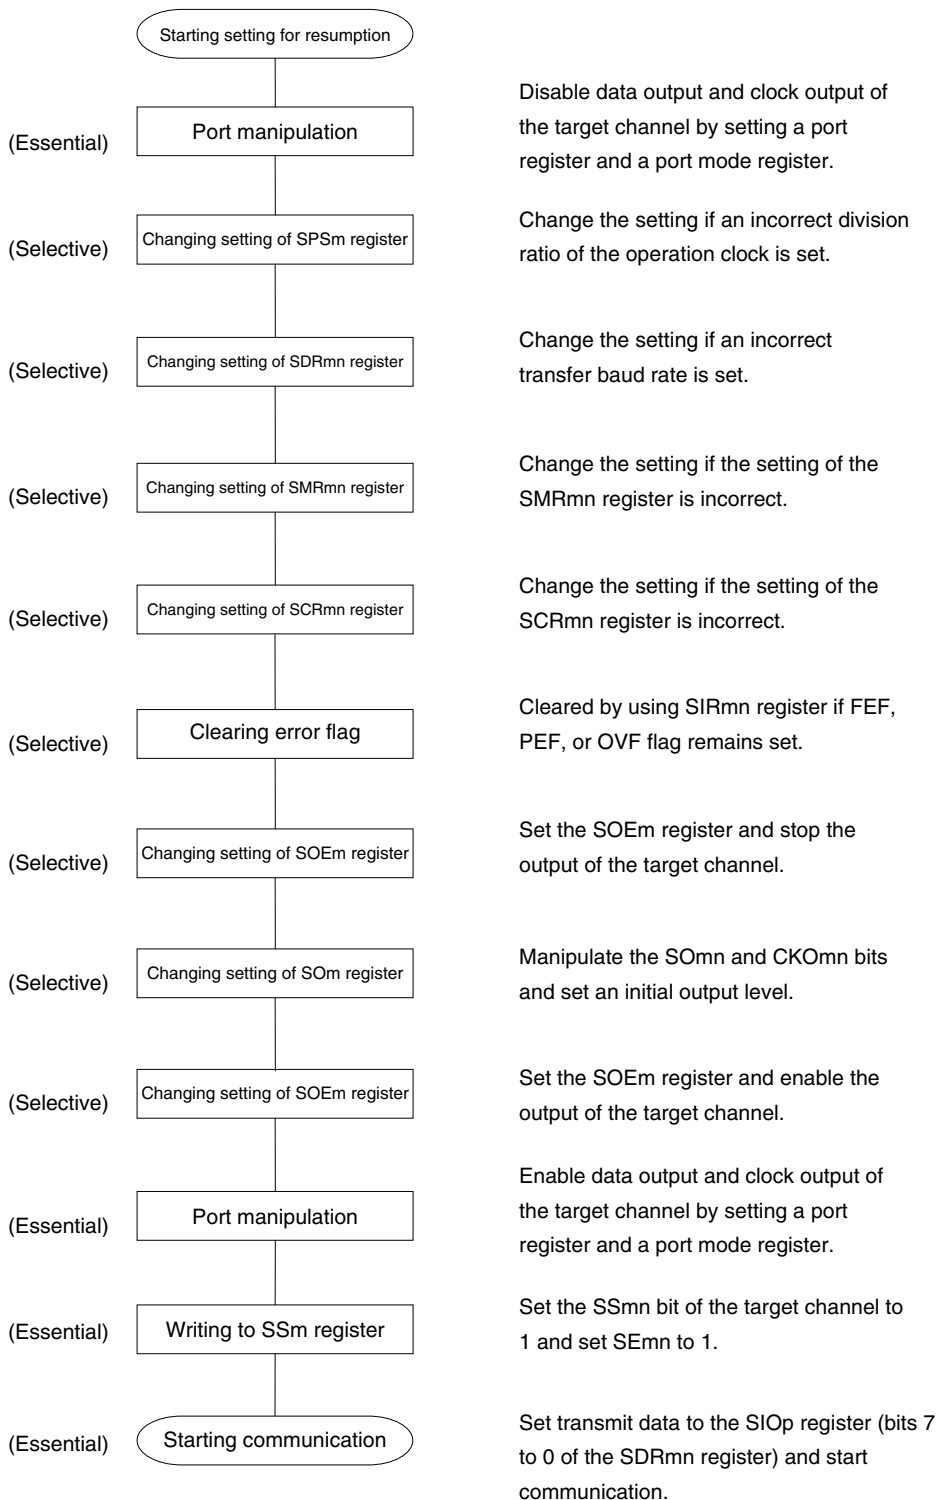 Starting setting for resumption
(Essential)
Port manipulation
Disable data output and clock output of
the target channel by setting a port
register and a port mode register.
(Selective)
Changing setting of SPSm register
Change the setting if an incorrect division
ratio of the operation clock is set.
(Selective)
Changing setting of SDRmn register
Change the setting if an incorrect
transfer baud rate is set.
(Selective)
Changing setting of SMRmn register
Change the setting if the setting of the
SMRmn register is incorrect.
(Selective)
Changing setting of SCRmn register
Change the setting if the setting of the
SCRmn register is incorrect.
(Selective)
Clearing error flag
Cleared by using SIRmn register if FEF,
PEF, or OVF flag remains set.
(Selective)
Changing setting of SOEm register
Set the SOEm register and stop the
output of the target channel.
(Selective)
Changing setting of SOm register
Manipulate the SOmn and CKOmn bits
and set an initial output level.
(Selective)
Changing setting of SOEm register
Set the SOEm register and enable the
output of the target channel.
(Essential)
Port manipulation
Enable data output and clock output of
the target channel by setting a port
register and a port mode register.
(Essential)
Writing to SSm register
Set the SSmn bit of the target channel to
1 and set SEmn to 1.
(Essential)
Starting communication
Set transmit data to the SIOp register (bits 7
to 0 of the SDRmn register) and start
communication.